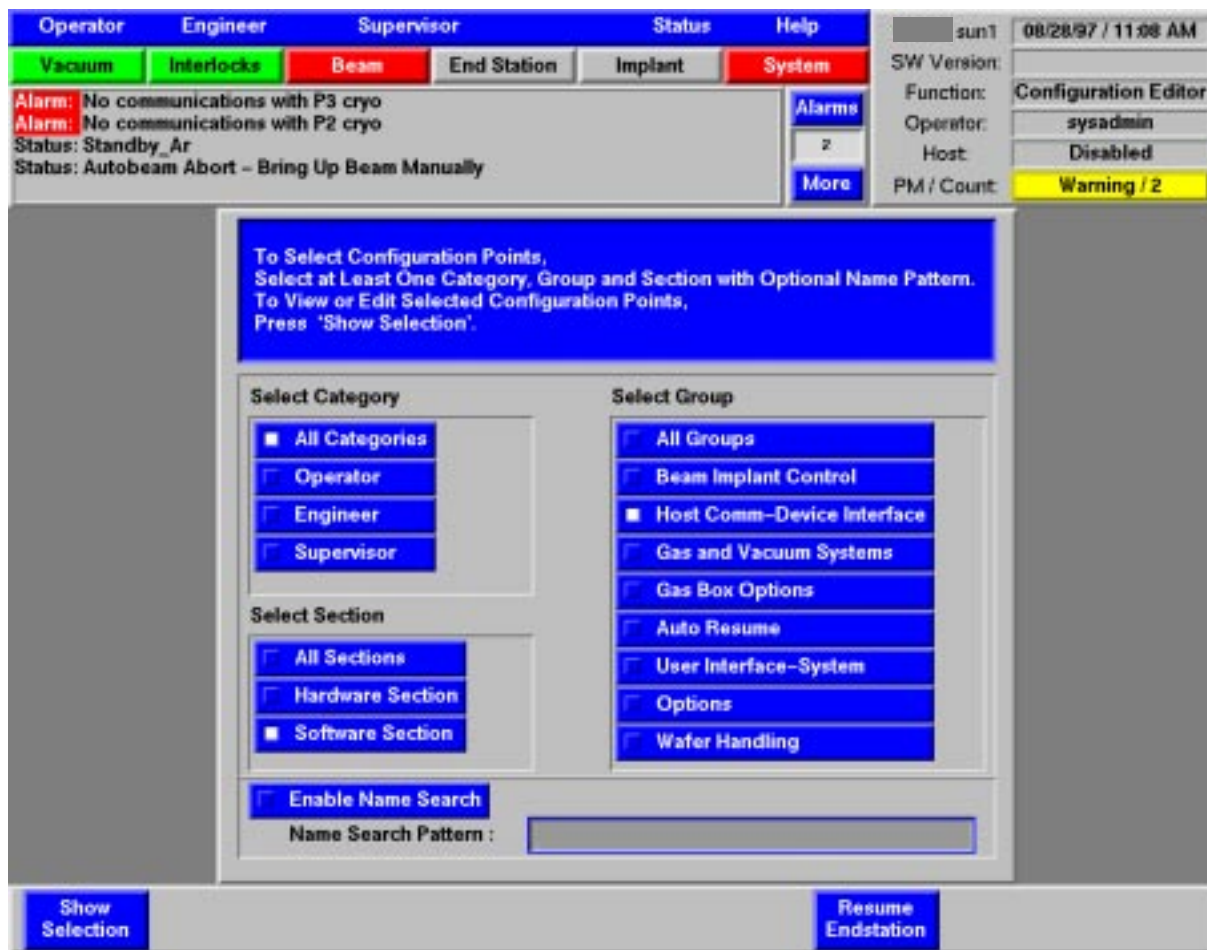 Operator Engineer Supervisor Status Help
Vacuum Interlocks Beam End Station Implant System
Alarm: No communications with P3 cryo
Alarm: No communications with P2 cryo
Status: Standby_Ar
Status: Autobeam Abort – Bring Up Beam Manually
Alarms
2
More
sun1 08/28/97 / 11:08 AM
SW Version:
Function: Configuration Editor
Operator: sysadmin
Host: Disabled
PM / Count: Warning / 2
To Select Configuration Points,
Select at Least One Category, Group and Section with Optional Name Pattern.
To View or Edit Selected Configuration Points,
Press 'Show Selection'.
Select Category
All Categories
Operator
Engineer
Supervisor
Select Section
All Sections
Hardware Section
Software Section
Select Group
All Groups
Beam Implant Control
Host Comm–Device Interface
Gas and Vacuum Systems
Gas Box Options
Auto Resume
User Interface–System
Options
Wafer Handling
Enable Name Search
Name Search Pattern :
Show
Selection
Resume
Endstation